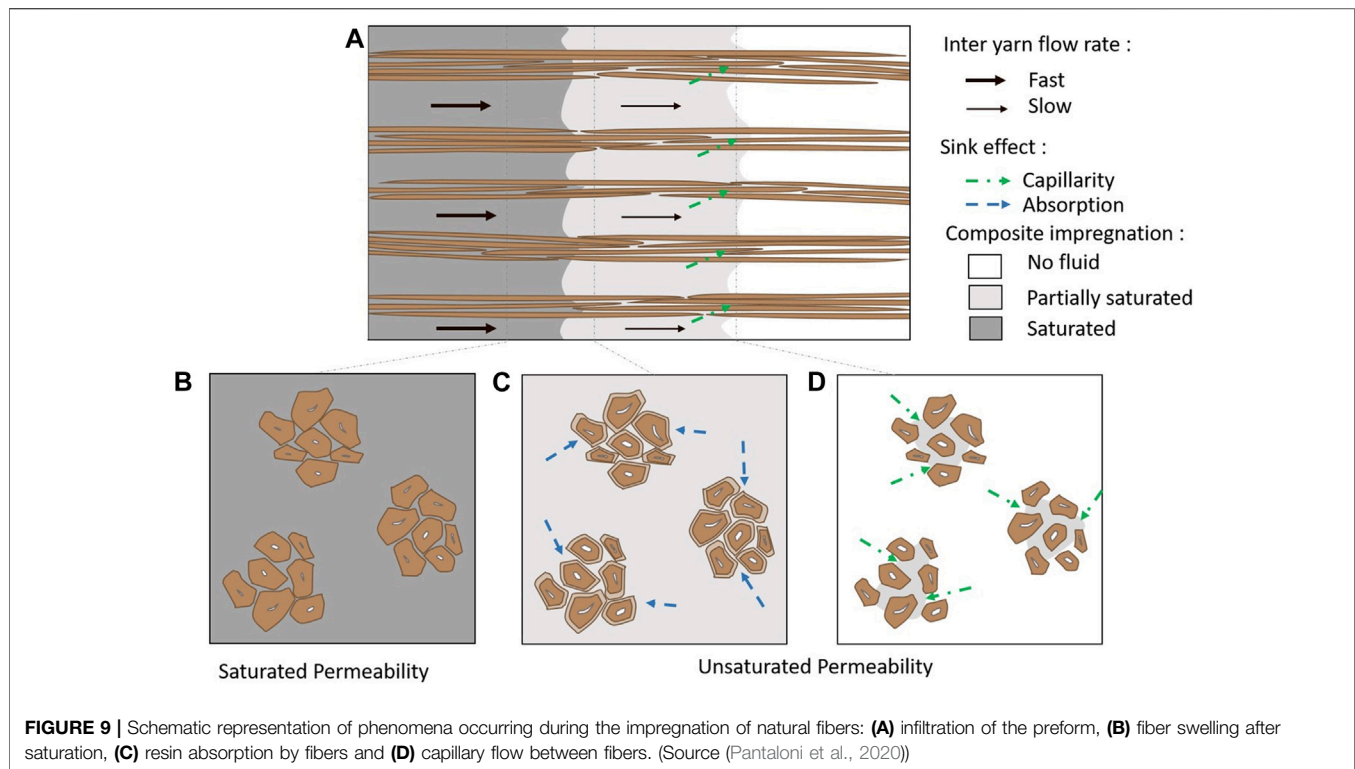 A
Inter yarn flow rate :
Fast
Slow
Sink effect :
Capillarity
Absorption
Composite impregnation :
No fluid
Partially saturated
Saturated
B
C
D
Saturated Permeability
Unsaturated Permeability
FIGURE 9 | Schematic representation of phenomena occurring during the impregnation of natural fibers: (A) infiltration of the preform, (B) fiber swelling after
saturation, (C) resin absorption by fibers and (D) capillary flow between fibers. (Source (Pantaloni et al., 2020))